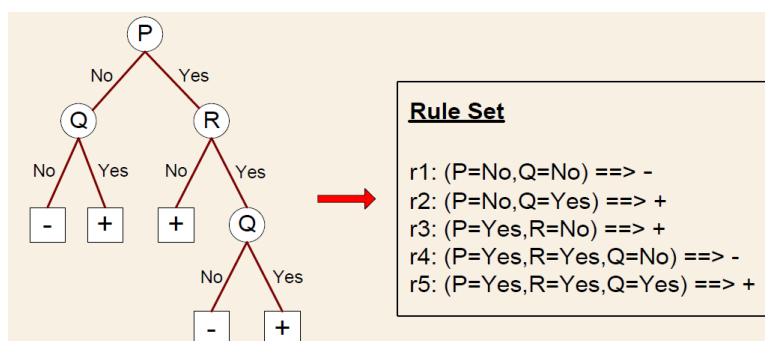 P
No Yes
Q R
No Yes No Yes
- + + Q
No Yes
- +
Rule Set
r1: (P=No,Q=No) ==> -
r2: (P=No,Q=Yes) ==> +
r3: (P=Yes,R=No) ==> +
r4: (P=Yes,R=Yes,Q=No) ==> -
r5: (P=Yes,R=Yes,Q=Yes) ==> +